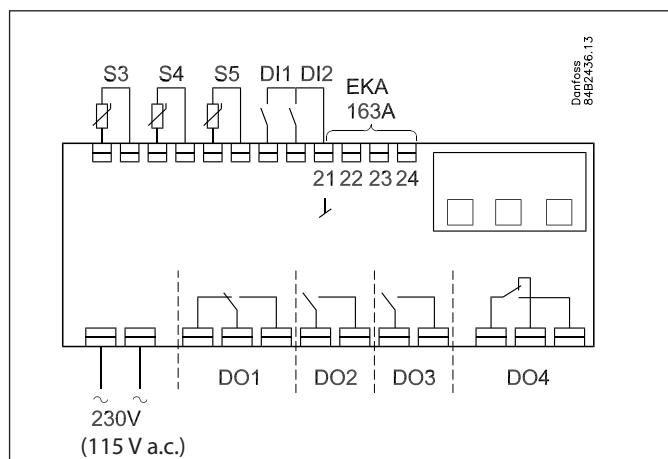 S3 S4 S5 DI1 DI2
EKA
163A
Danfoss
84B2436.13
21 22 23 24
DO1 DO2 DO3 DO4
~ ~
230V
(115 V a.c.)